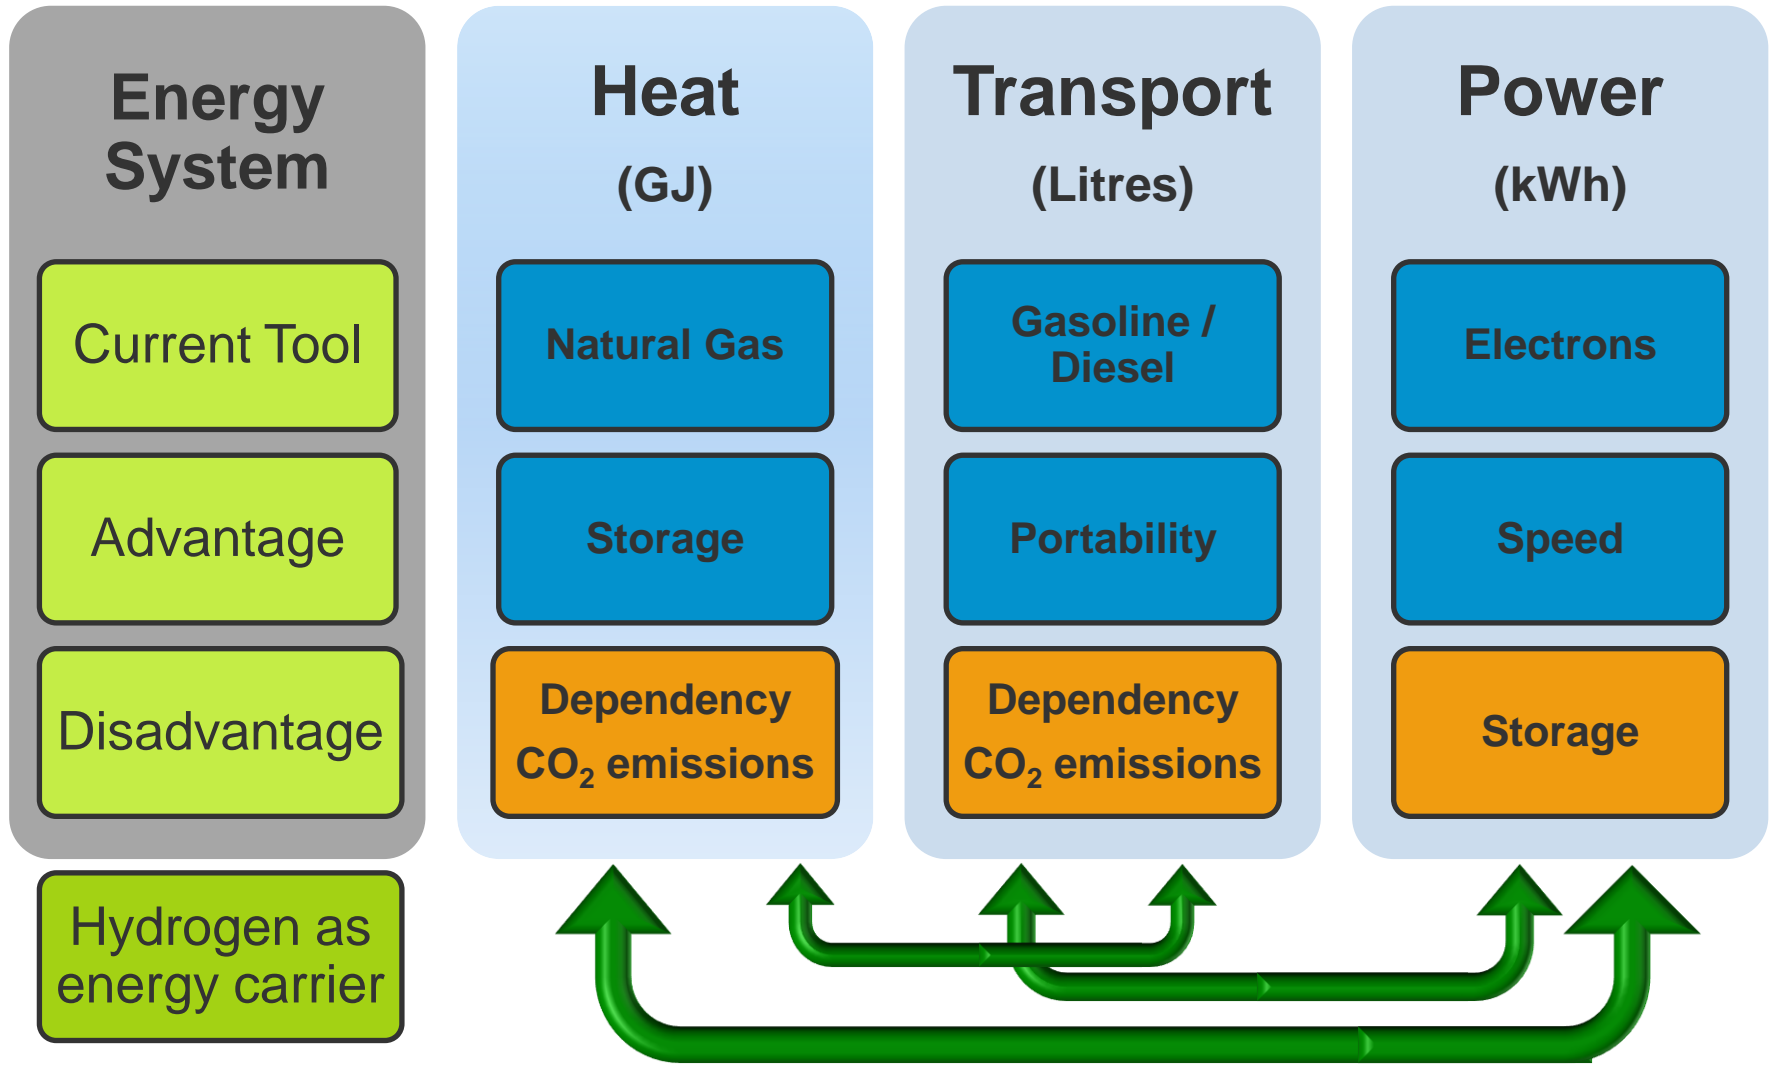 Energy
System
Current Tool
Advantage
Disadvantage
Hydrogen as
energy carrier
Heat
(GJ)
Natural Gas
Storage
Dependency
CO₂ emissions
Transport
(Litres)
Gasoline /
Diesel
Portability
Dependency
CO₂ emissions
Power
(kWh)
Electrons
Speed
Storage